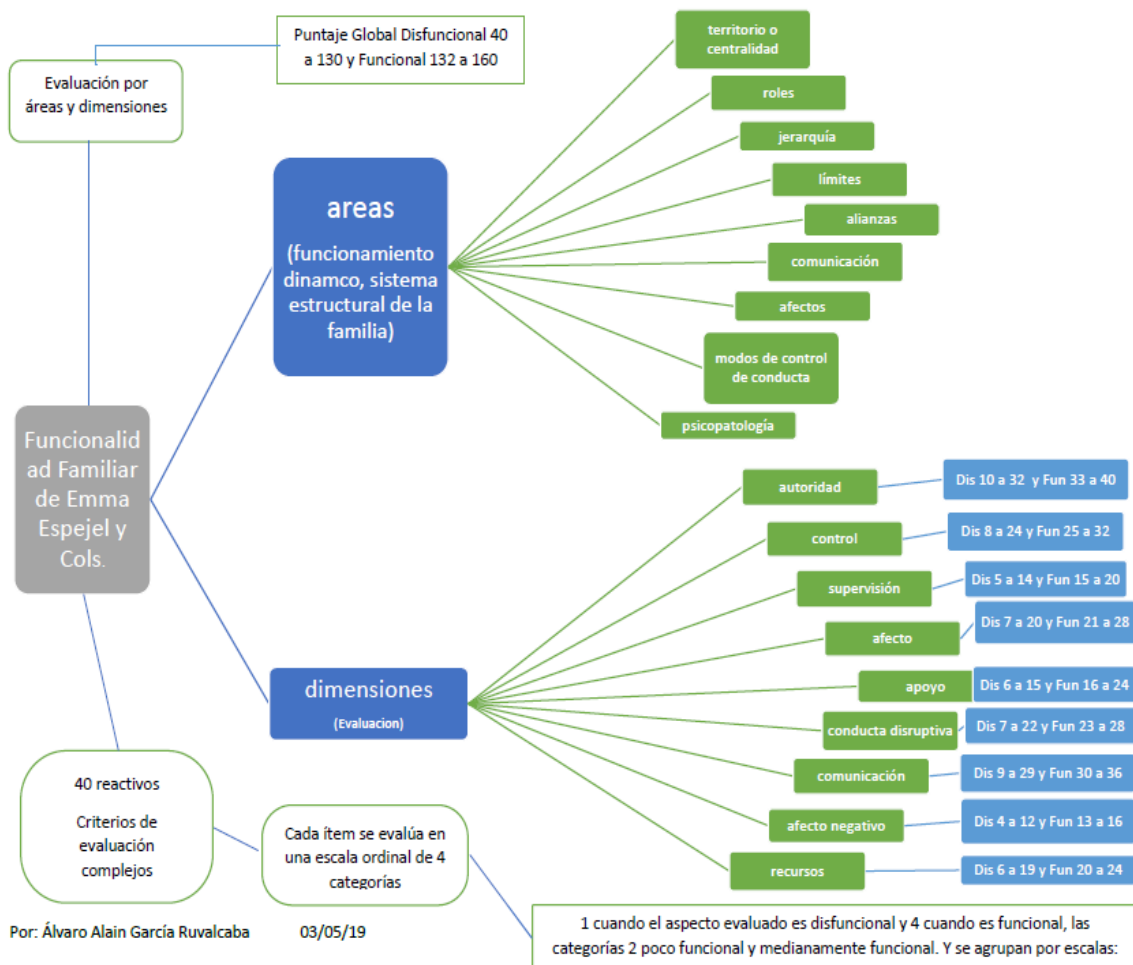 Puntaje Global Disfuncional 40
a 130 y Funcional 132 a 160
Evaluación por
áreas y dimensiones
areas
(funcionamiento
dinamco, sistema
estructural de la
familia)
territorio o
centralidad
roles
jerarquía
límites
alianzas
comunicación
afectos
modos de control
de conducta
psicopatología
Funcionalid
ad Familiar
de Emma
Espejel y
Cols.
dimensiones
(Evaluacion)
autoridad
Dis 10 a 32 y Fun 33 a 40
control
Dis 8 a 24 y Fun 25 a 32
supervisión
Dis 5 a 14 y Fun 15 a 20
afecto
Dis 7 a 20 y Fun 21 a 28
apoyo
Dis 6 a 15 y Fun 16 a 24
conducta disruptiva
Dis 7 a 22 y Fun 23 a 28
comunicación
Dis 9 a 29 y Fun 30 a 36
afecto negativo
Dis 4 a 12 y Fun 13 a 16
recursos
Dis 6 a 19 y Fun 20 a 24
40 reactivos
Criterios de
evaluación
complejos
Cada ítem se evalúa en
una escala ordinal de 4
categorías
1 cuando el aspecto evaluado es disfuncional y 4 cuando es funcional, las
categorías 2 poco funcional y medianamente funcional. Y se agrupan por escalas:
Por: Álvaro Alain García Ruvalcaba 03/05/19